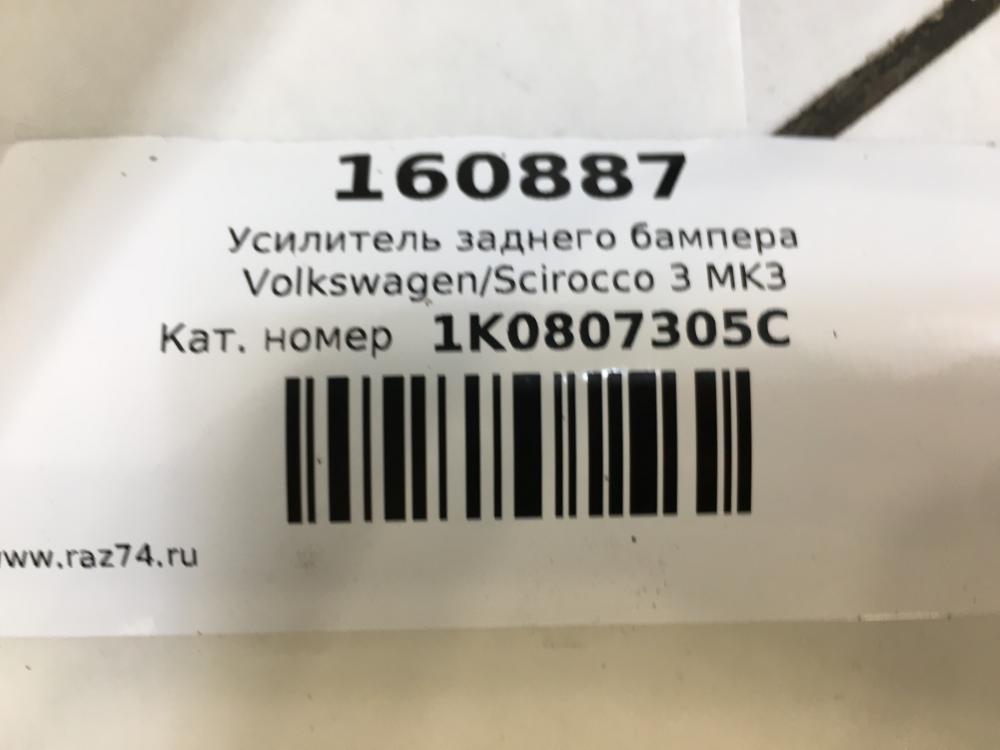 160887
Усилитель заднего бампера
Volkswagen/Scirocco 3 MK3
Кат. номер 1K0807305C
www.raz74.ru